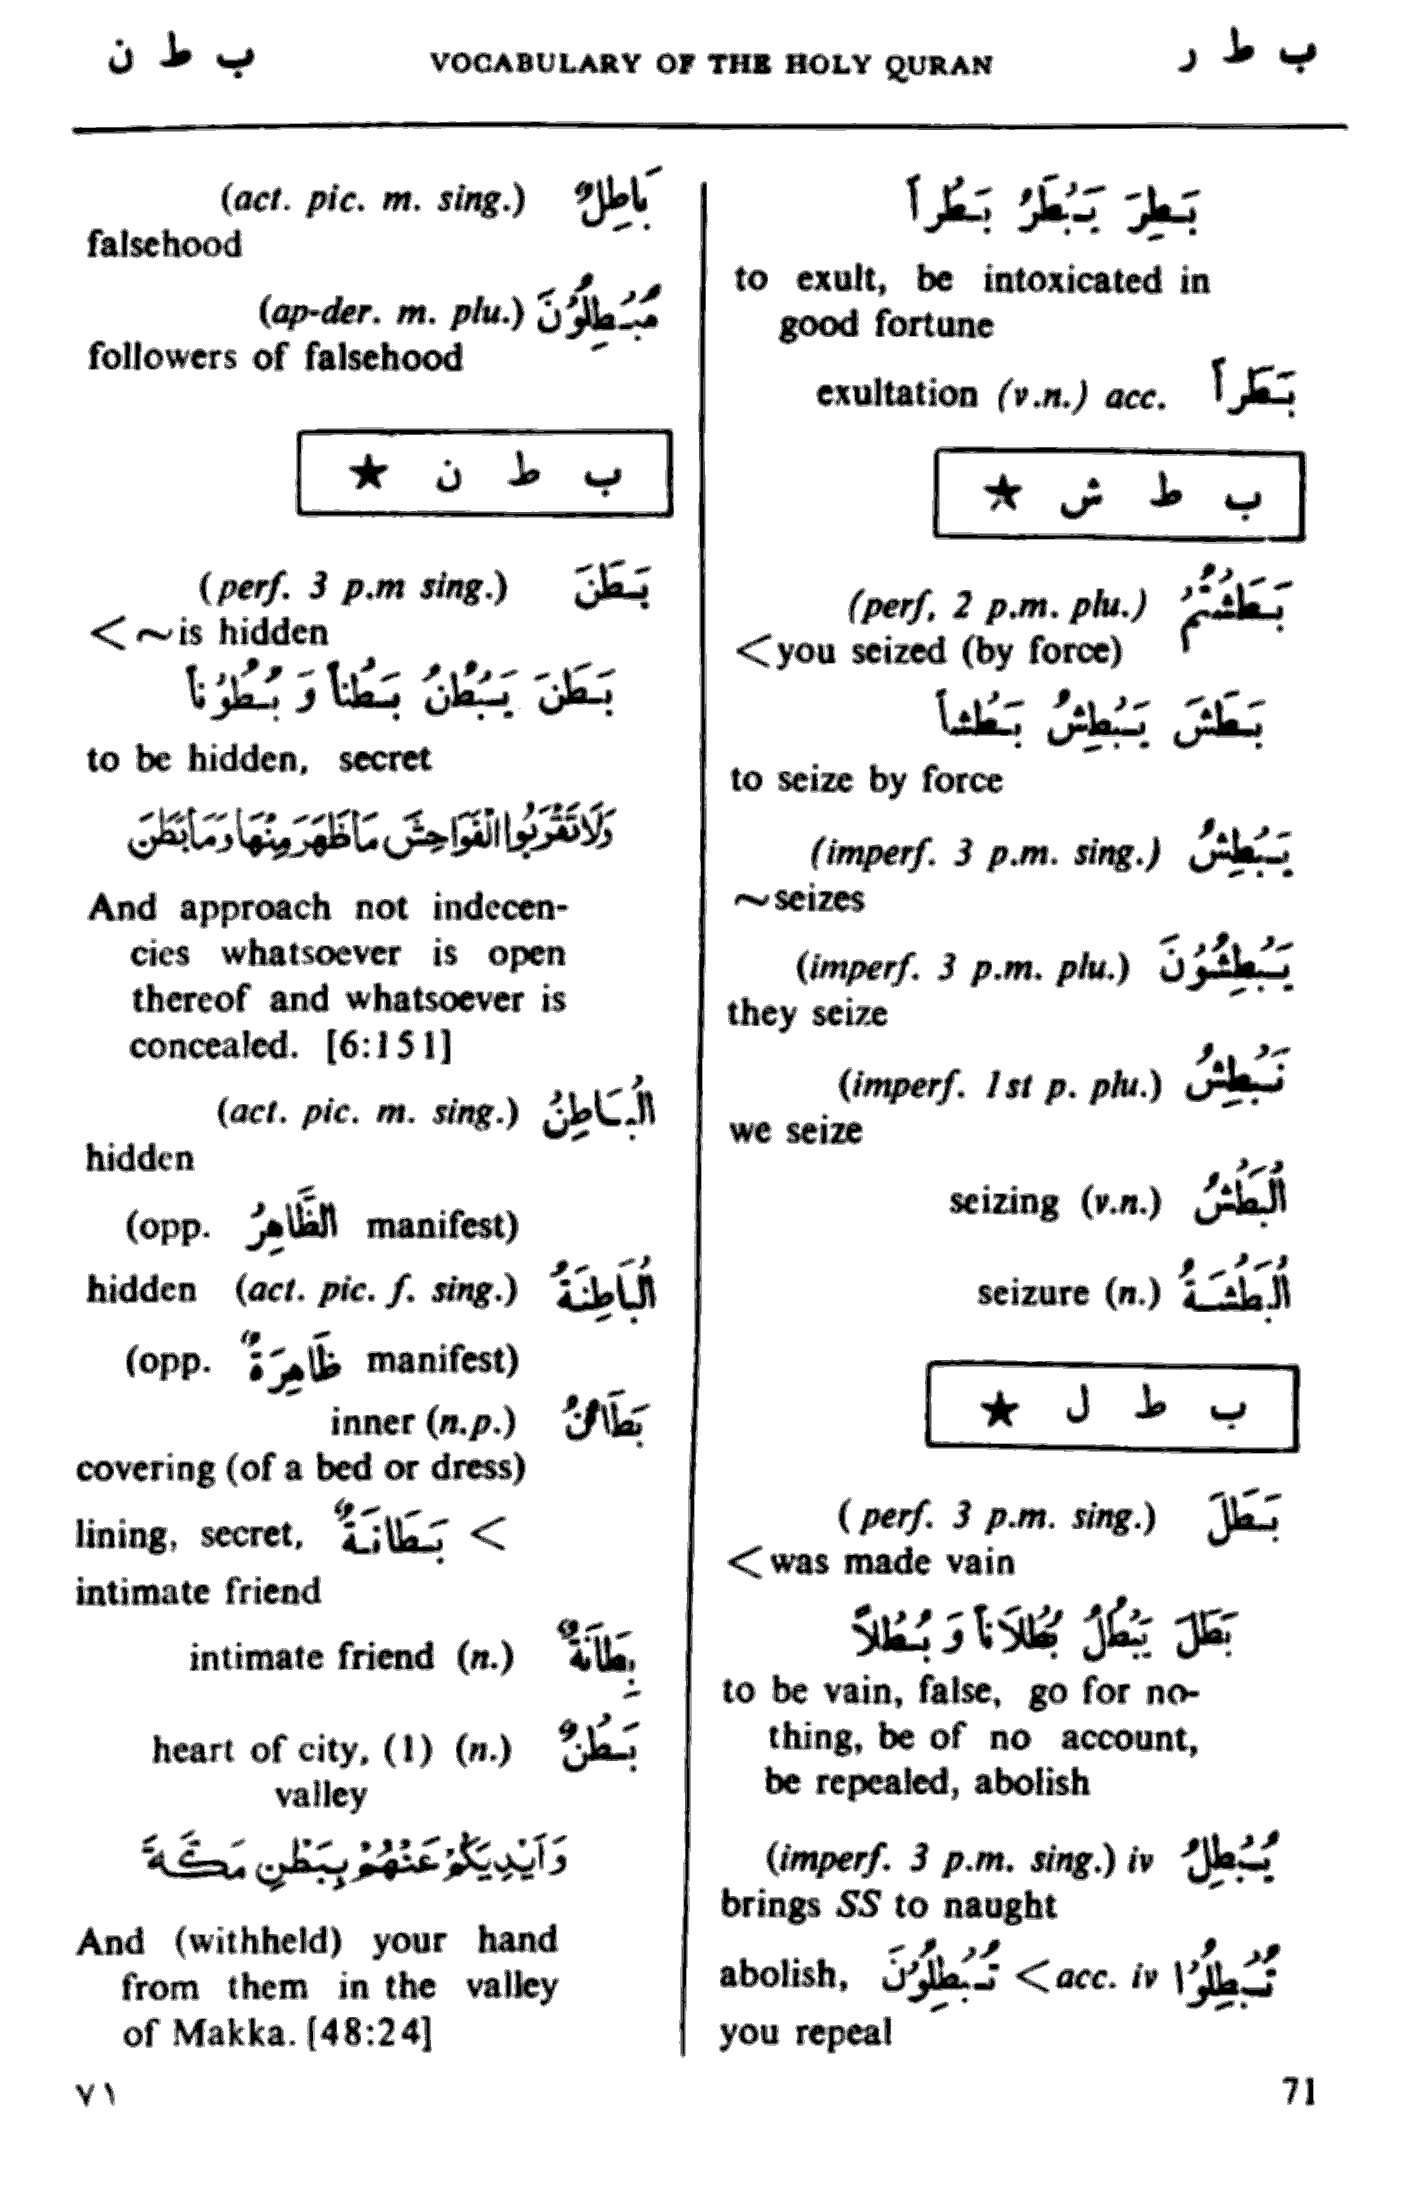 ب ط ن VOCABULARY OF THE HOLY QURAN ب ط ر
بَطِرَ يَبْطَرُ بَطَراً
to exult, be intoxicated in
good fortune
exultation (v.n.) acc. بَطَراً
ب ط ش ★
(perf. 2 p.m. plu.) بَطَشْتُمْ
<you seized (by force)
بَطَشَ يَبْطِشُ بَطْشاً
to seize by force
(imperf. 3 p.m. sing.) يَبْطِشُ
~seizes
(imperf. 3 p.m. plu.) يَبْطِشُونَ
they seize
(imperf. 1st p. plu.) نَبْطِشُ
we seize
seizing (v.n.) اَلْبَطْشُ
seizure (n.) اَلْبَطْشَةُ
ب ط ل ★
(perf. 3 p.m. sing.) بَطَلَ
<was made vain
بَطَلَ يَبْطُلُ بُطْلَاناً وَ بُطْلاً
to be vain, false, go for no-
thing, be of no account,
be repealed, abolish
(imperf. 3 p.m. sing.) iv يُبْطِلُ
brings SS to naught
abolish, تُبْطِلُوْنَ < acc. iv تُبْطِلُوْا
you repeal
(act. pic. m. sing.) بَاطِلٌ
falsehood
(ap-der. m. plu.) مُبْطِلُوْنَ
followers of falsehood
ب ط ن ★
(perf. 3 p.m sing.) بَطَنَ
<~is hidden
بَطَنَ يَبْطُنُ بَطْناً وَ بُطُوْناً
to be hidden, secret
وَلَا تَقْرَبُوا الْفَوَاحِشَ مَا ظَهَرَ مِنْهَا وَمَا بَطَنَ
And approach not indecen-
cies whatsoever is open
thereof and whatsoever is
concealed. [6:151]
(act. pic. m. sing.) اَلْبَاطِنُ
hidden
(opp. اَلظَّاهِرُ manifest)
hidden (act. pic. f. sing.) اَلْبَاطِنَةُ
(opp. ظَاهِرَةٌ manifest)
inner (n.p.) بَطَائِنُ
covering (of a bed or dress)
lining, secret, بَطَانَةٌ <
intimate friend
intimate friend (n.) بِطَانَةٌ
heart of city, (1) (n.) بَطْنٌ
valley
وَاَيْدِيَكُمْ عَنْهُمْ بِبَطْنِ مَكَّةَ
And (withheld) your hand
from them in the valley
of Makka. [48:24]
٧١ 71